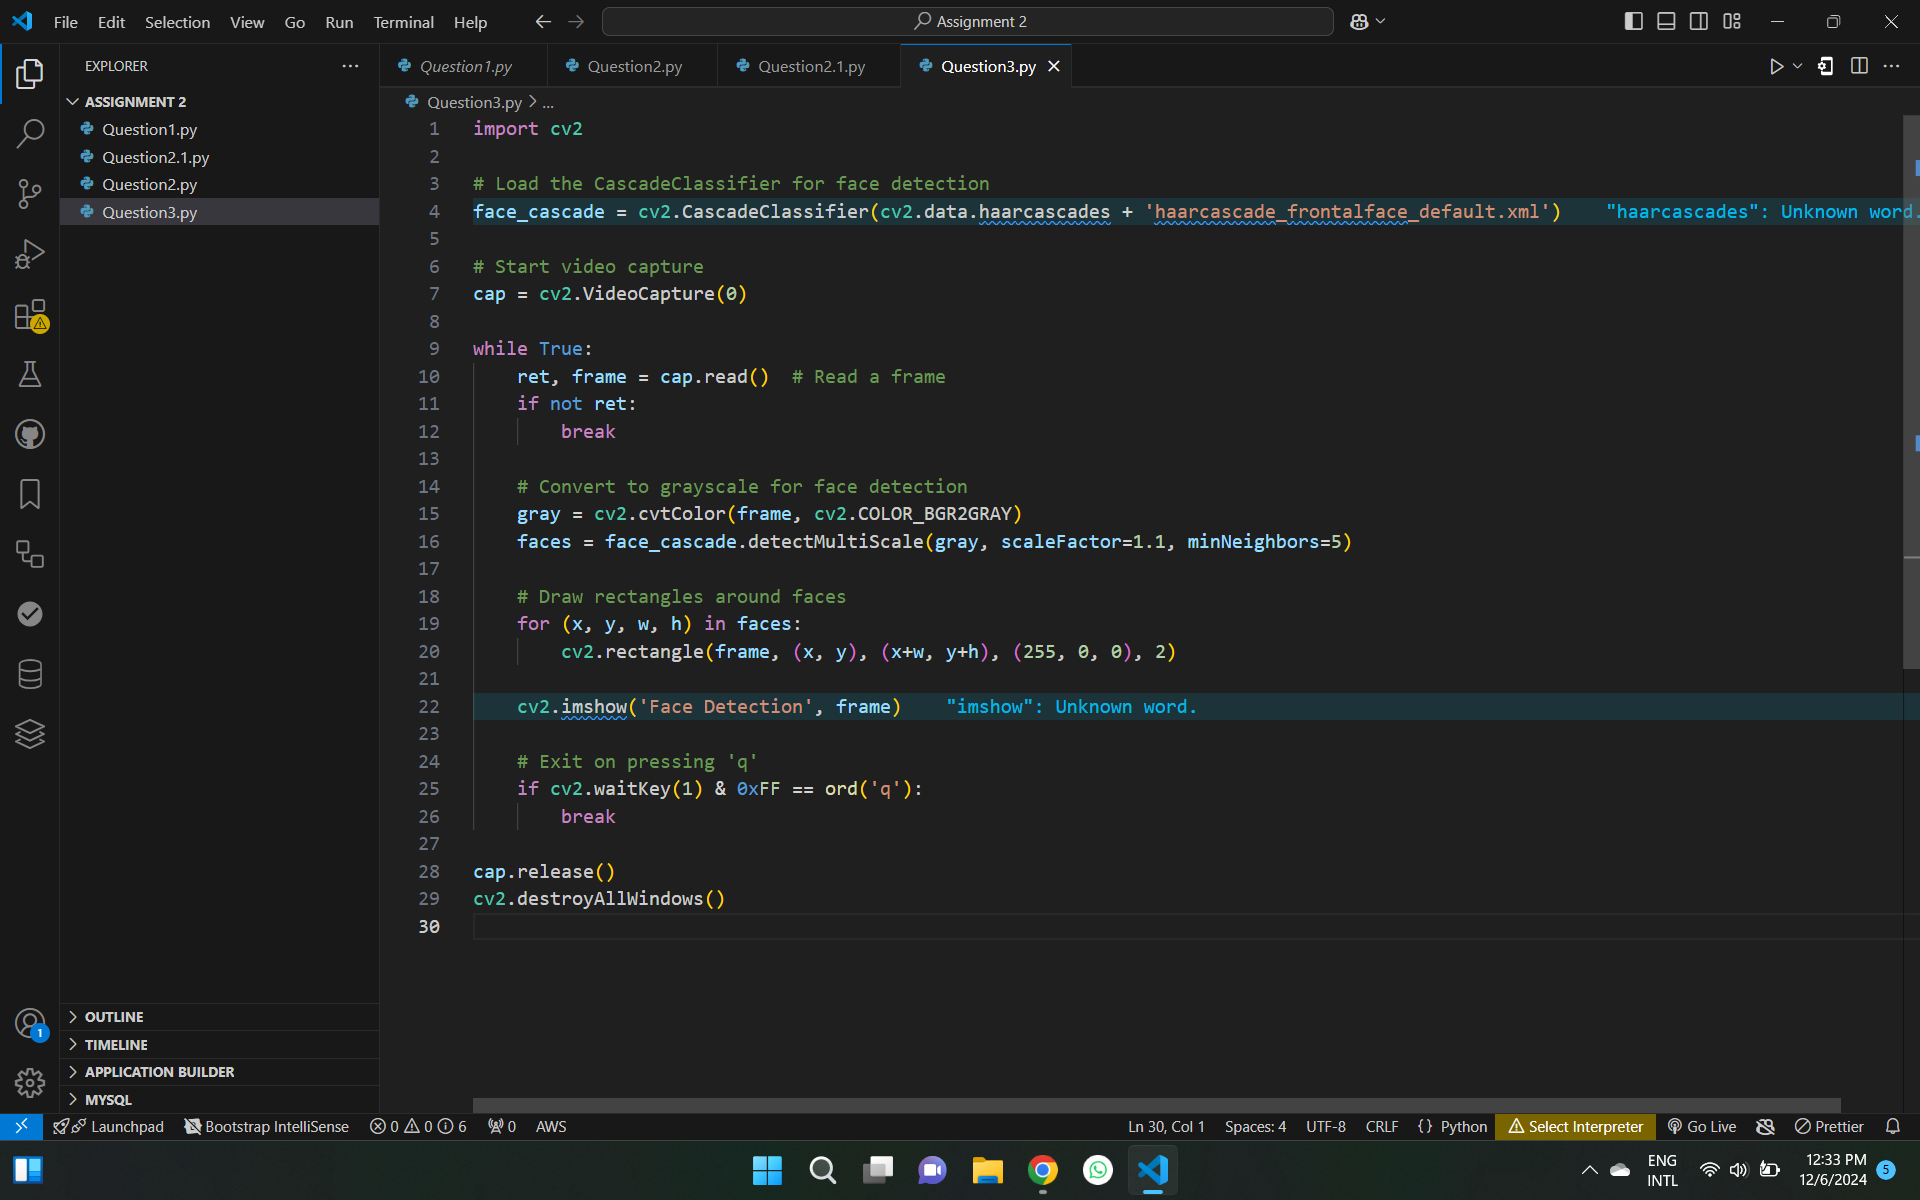 File Edit Selection View Go Run Terminal Help
Assignment 2
EXPLORER
Question1.py
Question2.py
Question2.1.py
Question3.py
ASSIGNMENT 2
Question1.py
Question2.1.py
Question2.py
Question3.py
Question3.py > ...
1 import cv2
2
3 # Load the CascadeClassifier for face detection
4 face_cascade = cv2.CascadeClassifier(cv2.data.haarcascades + 'haarcascade_frontalface_default.xml') "haarcascades": Unknown word.
5
6 # Start video capture
7 cap = cv2.VideoCapture(0)
8
9 while True:
10     ret, frame = cap.read()  # Read a frame
11     if not ret:
12         break
13
14     # Convert to grayscale for face detection
15     gray = cv2.cvtColor(frame, cv2.COLOR_BGR2GRAY)
16     faces = face_cascade.detectMultiScale(gray, scaleFactor=1.1, minNeighbors=5)
17
18     # Draw rectangles around faces
19     for (x, y, w, h) in faces:
20         cv2.rectangle(frame, (x, y), (x+w, y+h), (255, 0, 0), 2)
21
22     cv2.imshow('Face Detection', frame) "imshow": Unknown word.
23
24     # Exit on pressing 'q'
25     if cv2.waitKey(1) & 0xFF == ord('q'):
26         break
27
28 cap.release()
29 cv2.destroyAllWindows()
30
OUTLINE
TIMELINE
APPLICATION BUILDER
MYSQL
1
Launchpad Bootstrap IntelliSense 0 0 6 0 AWS Ln 30, Col 1 Spaces: 4 UTF-8 CRLF {} Python Select Interpreter Go Live Prettier
ENG
INTL
12:33 PM
12/6/2024
5